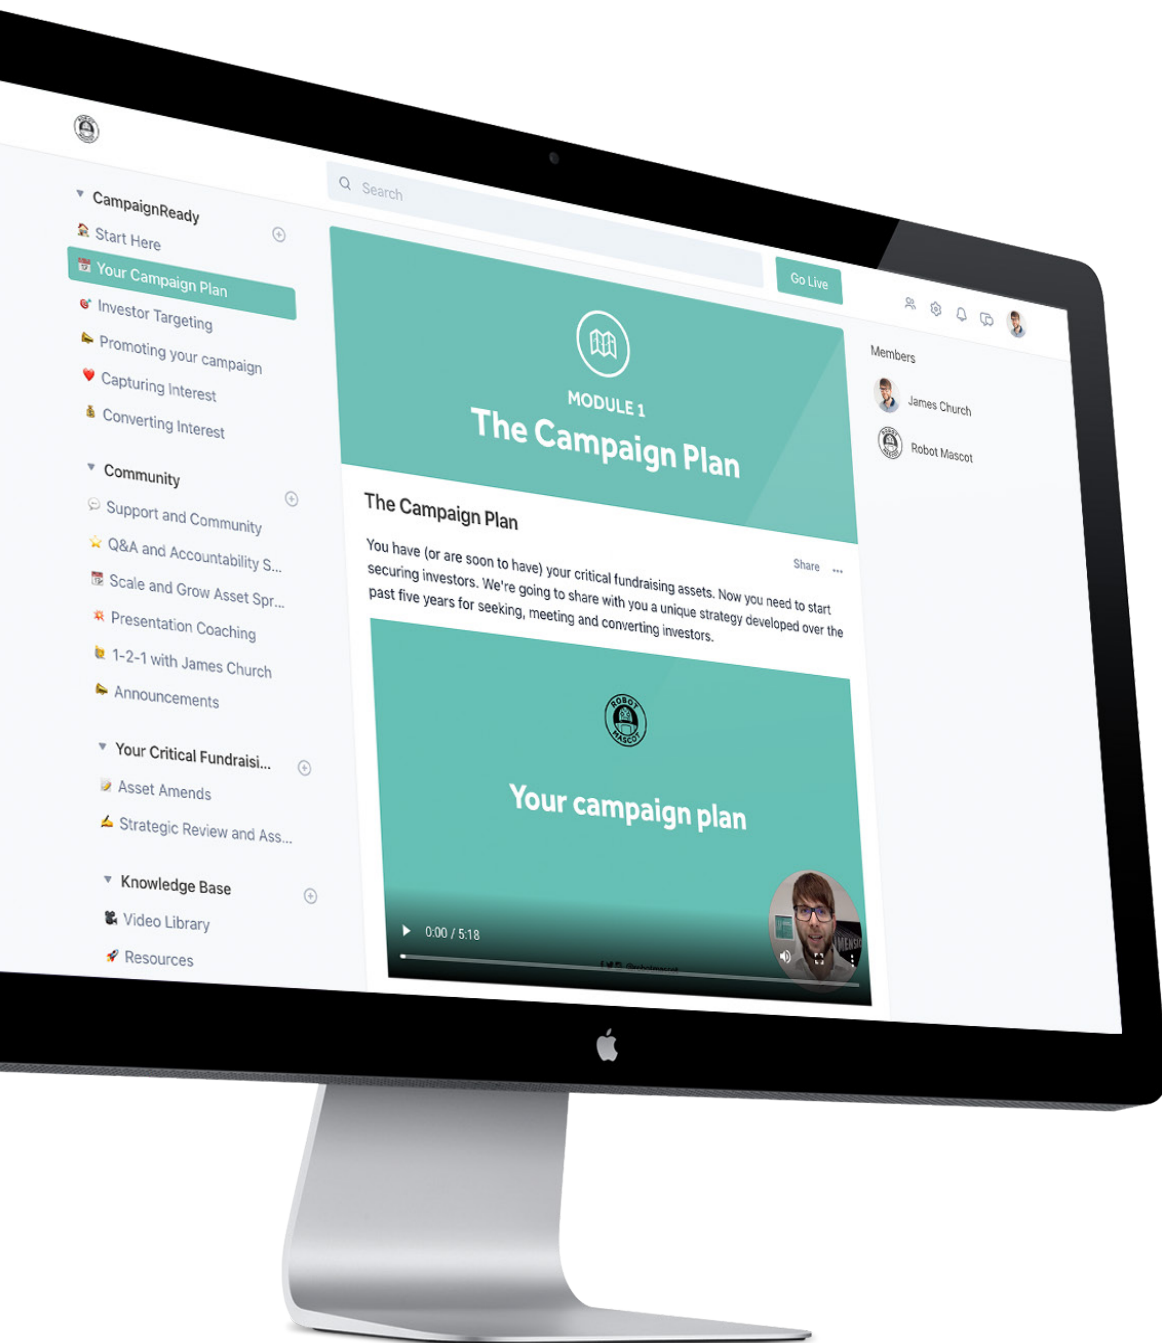 Search
Go Live
CampaignReady
Start Here
Your Campaign Plan
Investor Targeting
Promoting your campaign
Capturing Interest
Converting Interest
Community
Support and Community
Q&A and Accountability S...
Scale and Grow Asset Spr...
Presentation Coaching
1-2-1 with James Church
Announcements
Your Critical Fundraisi...
Asset Amends
Strategic Review and Ass...
Knowledge Base
Video Library
Resources
MODULE 1
The Campaign Plan
The Campaign Plan
Share ...
You have (or are soon to have) your critical fundraising assets. Now you need to start
securing investors. We're going to share with you a unique strategy developed over the
past five years for seeking, meeting and converting investors.
ROBOT
MASCOT
Your campaign plan
0:00 / 5:18
@robotmascot
Members
James Church
Robot Mascot